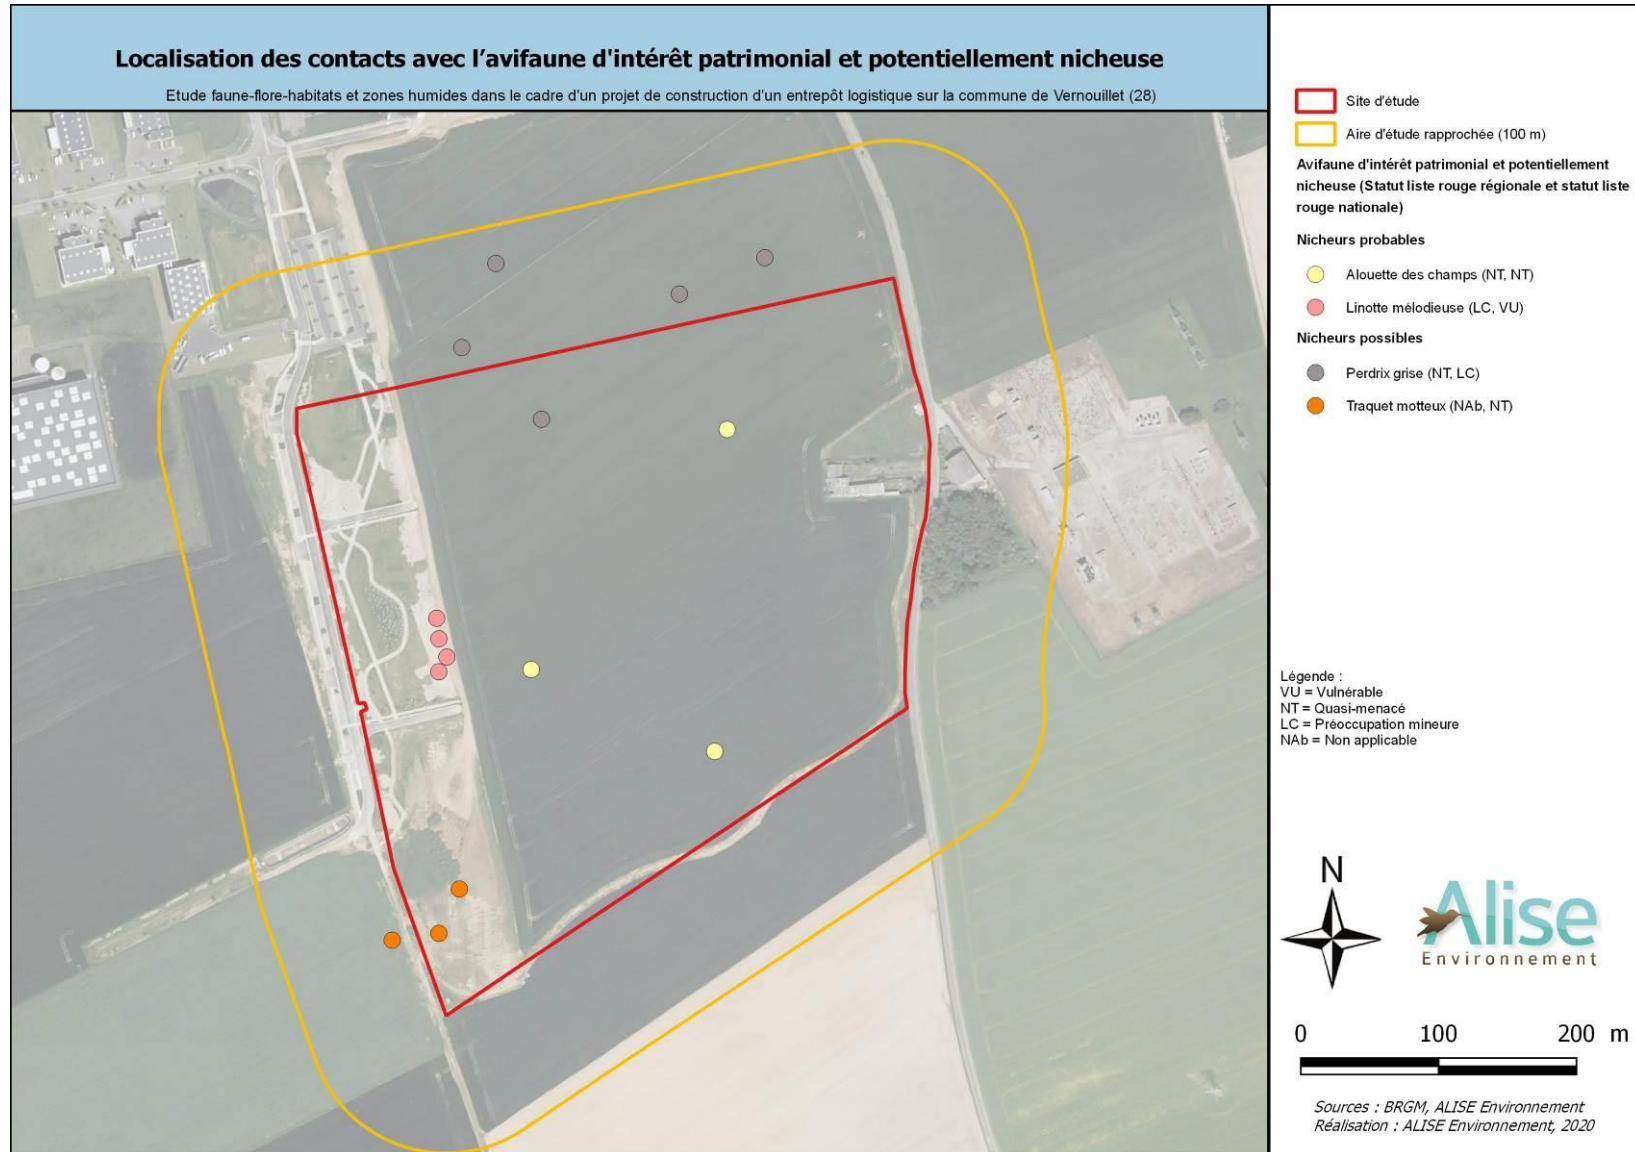 Localisation des contacts avec l’avifaune d'intérêt patrimonial et potentiellement nicheuse
Etude faune-flore-habitats et zones humides dans le cadre d'un projet de construction d'un entrepôt logistique sur la commune de Vernouillet (28)
Site d'étude
Aire d'étude rapprochée (100 m)
Avifaune d'intérêt patrimonial et potentiellement
nicheuse (Statut liste rouge régionale et statut liste
rouge nationale)
Nicheurs probables
Alouette des champs (NT, NT)
Linotte mélodieuse (LC, VU)
Nicheurs possibles
Perdrix grise (NT, LC)
Traquet motteux (NAb, NT)
Légende :
VU = Vulnérable
NT = Quasi-menacé
LC = Préoccupation mineure
NAb = Non applicable
N
Alise
Environnement
0 100 200 m
Sources : BRGM, ALISE Environnement
Réalisation : ALISE Environnement, 2020